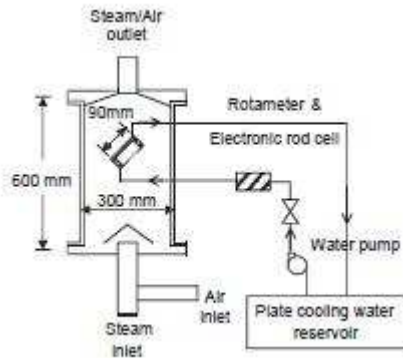 Steam/Air
outlet
90mm
Rotameter &
Electronic rod cell
600 mm
300 mm
Water pump
Air
Inlet
Steam
Inlet
Plate cooling water
reservoir